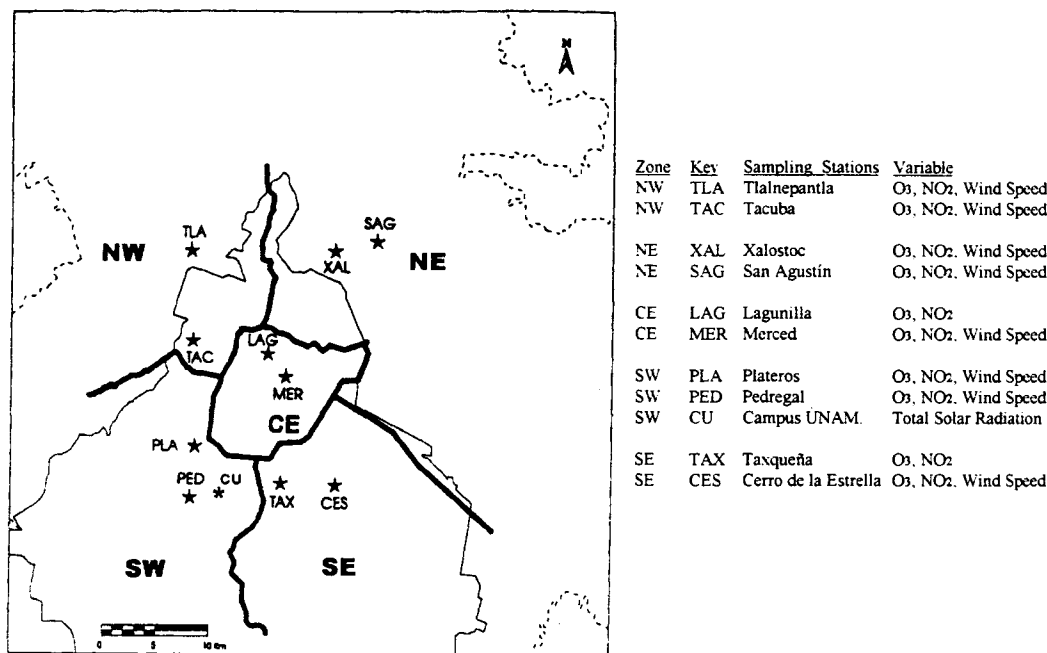 N
NW
TLA
SAG
XAL
NE
TAC
LAG
MER
CE
PLA
PED
CU
TAX
CES
SW
SE
0 5 10 Km
Zone Key Sampling Stations Variable
NW TLA Tlalnepantla O3, NO2, Wind Speed
NW TAC Tacuba O3, NO2, Wind Speed
NE XAL Xalostoc O3, NO2, Wind Speed
NE SAG San Agustín O3, NO2, Wind Speed
CE LAG Lagunilla O3, NO2
CE MER Merced O3, NO2, Wind Speed
SW PLA Plateros O3, NO2, Wind Speed
SW PED Pedregal O3, NO2, Wind Speed
SW CU Campus UNAM. Total Solar Radiation
SE TAX Taxqueña O3, NO2
SE CES Cerro de la Estrella O3, NO2, Wind Speed